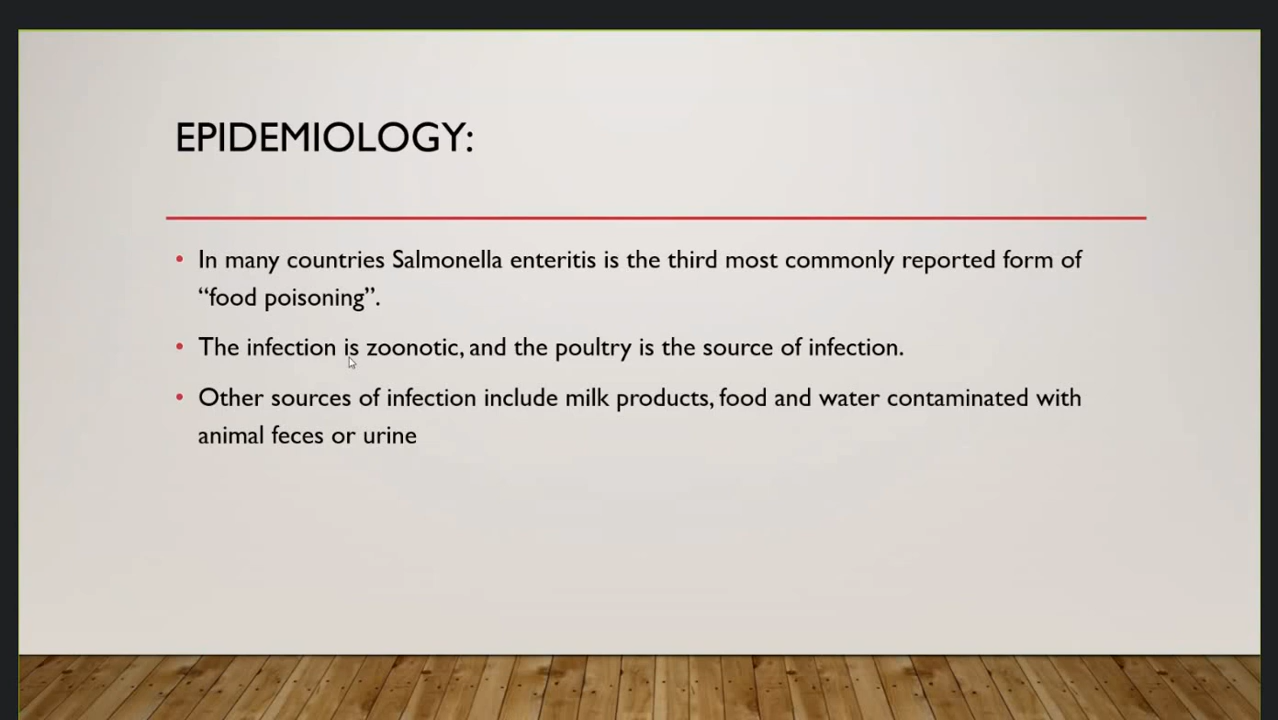 EPIDEMIOLOGY:
• In many countries Salmonella enteritis is the third most commonly reported form of
“food poisoning”.
• The infection is zoonotic, and the poultry is the source of infection.
• Other sources of infection include milk products, food and water contaminated with
animal feces or urine